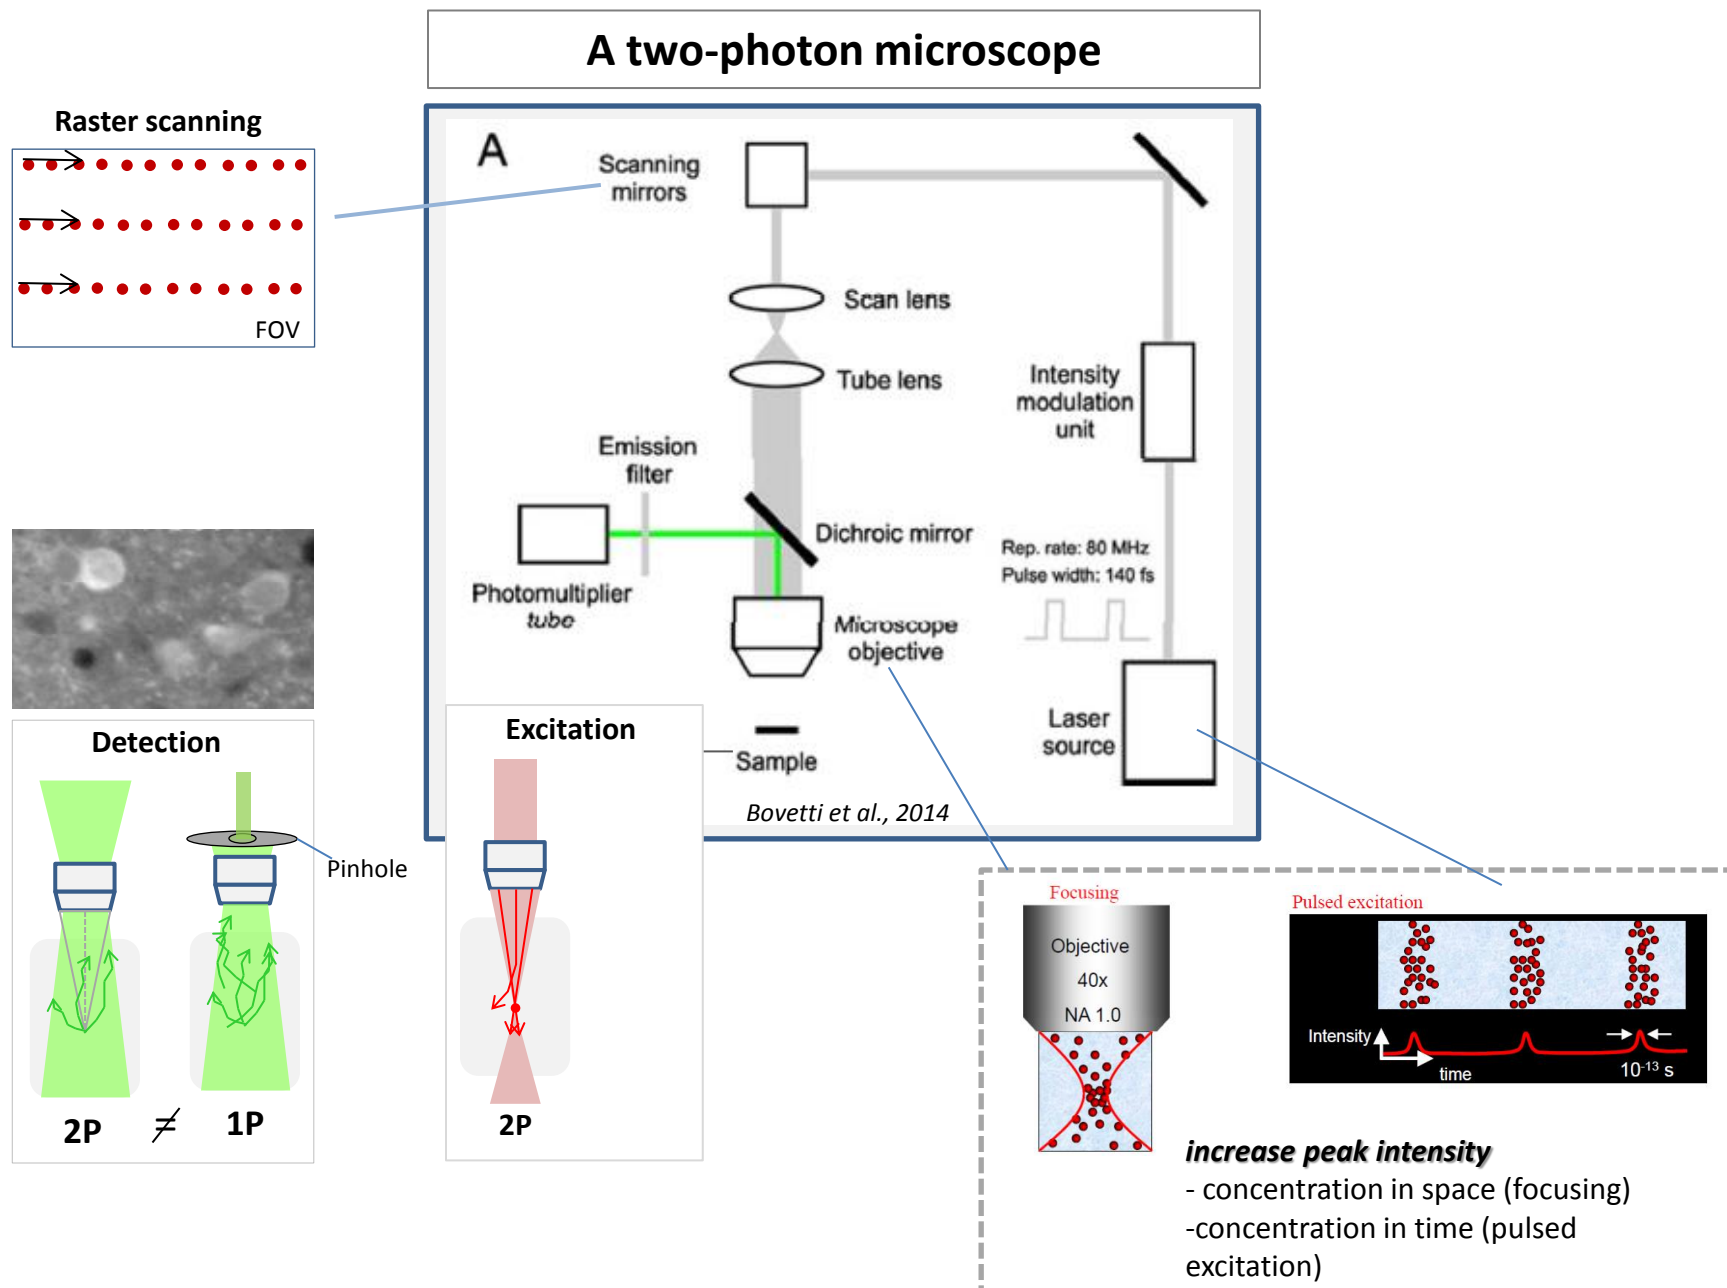 A two-photon microscope
Raster scanning
FOV
A
Scanning
mirrors
Scan lens
Tube lens
Intensity
modulation
unit
Emission
filter
Dichroic mirror
Photomultiplier
tube
Rep. rate: 80 MHz
Pulse width: 140 fs
Microscope
objective
Laser
source
Sample
Bovetti et al., 2014
Detection
Pinhole
2P
≠
1P
Excitation
2P
Focusing
Objective
40x
NA 1.0
Pulsed excitation
Intensity
time
10⁻¹³ s
increase peak intensity
- concentration in space (focusing)
-concentration in time (pulsed
excitation)